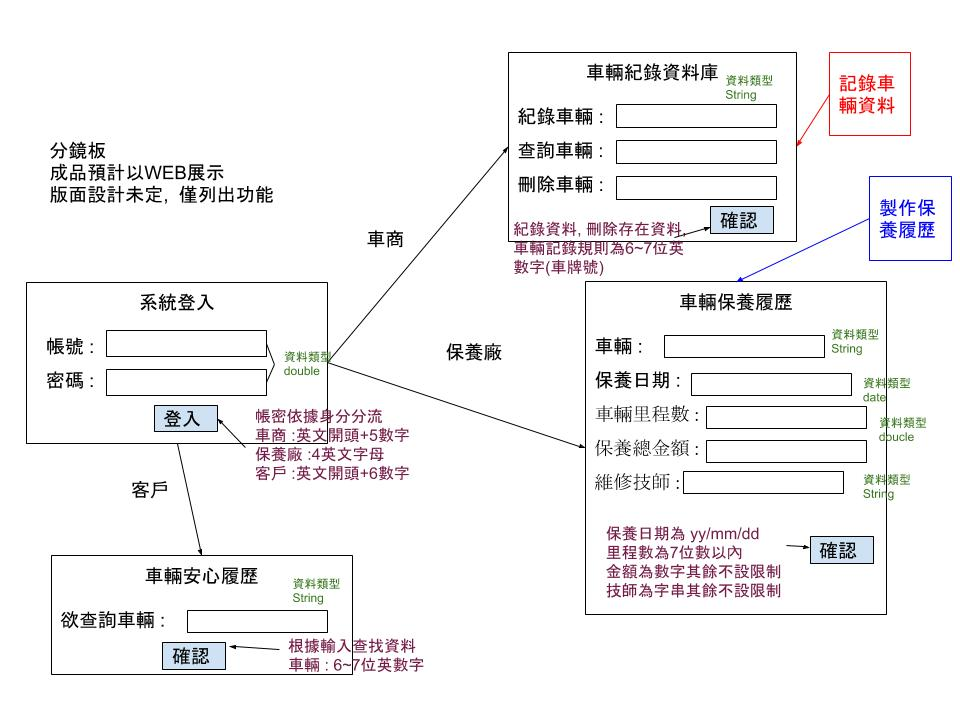 分鏡板
成品預計以WEB展示
版面設計未定, 僅列出功能
車輛紀錄資料庫
資料類型
String
紀錄車輛 :
查詢車輛 :
刪除車輛 :
確認
紀錄資料, 刪除存在資料,
車輛記錄規則為6~7位英
數字(車牌號)
記錄車
輛資料
製作保
養履歷
車商
系統登入
帳號 :
密碼 :
資料類型
double
登入
帳密依據身分分流
車商 :英文開頭+5數字
保養廠 :4英文字母
客戶 :英文開頭+6數字
保養廠
車輛保養履歷
車輛 :
資料類型
String
保養日期 :
資料類型
date
車輛里程數 :
資料類型
doucle
保養總金額 :
維修技師 :
資料類型
String
保養日期為 yy/mm/dd
里程數為7位數以內
金額為數字其餘不設限制
技師為字串其餘不設限制
確認
客戶
車輛安心履歷
資料類型
String
欲查詢車輛 :
確認
根據輸入查找資料
車輛 : 6~7位英數字